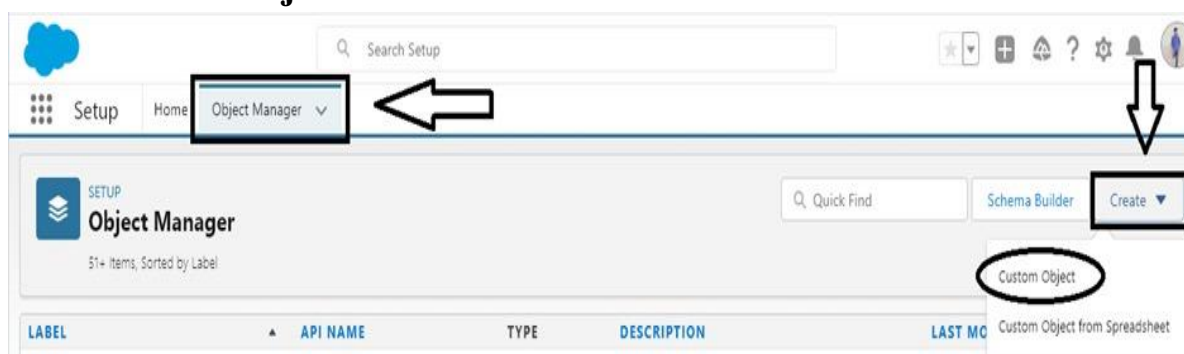 Search Setup
Setup Home Object Manager
SETUP
Object Manager
51+ Items, Sorted by Label
Quick Find
Schema Builder
Create
Custom Object
Custom Object from Spreadsheet
LABEL API NAME TYPE DESCRIPTION LAST MO